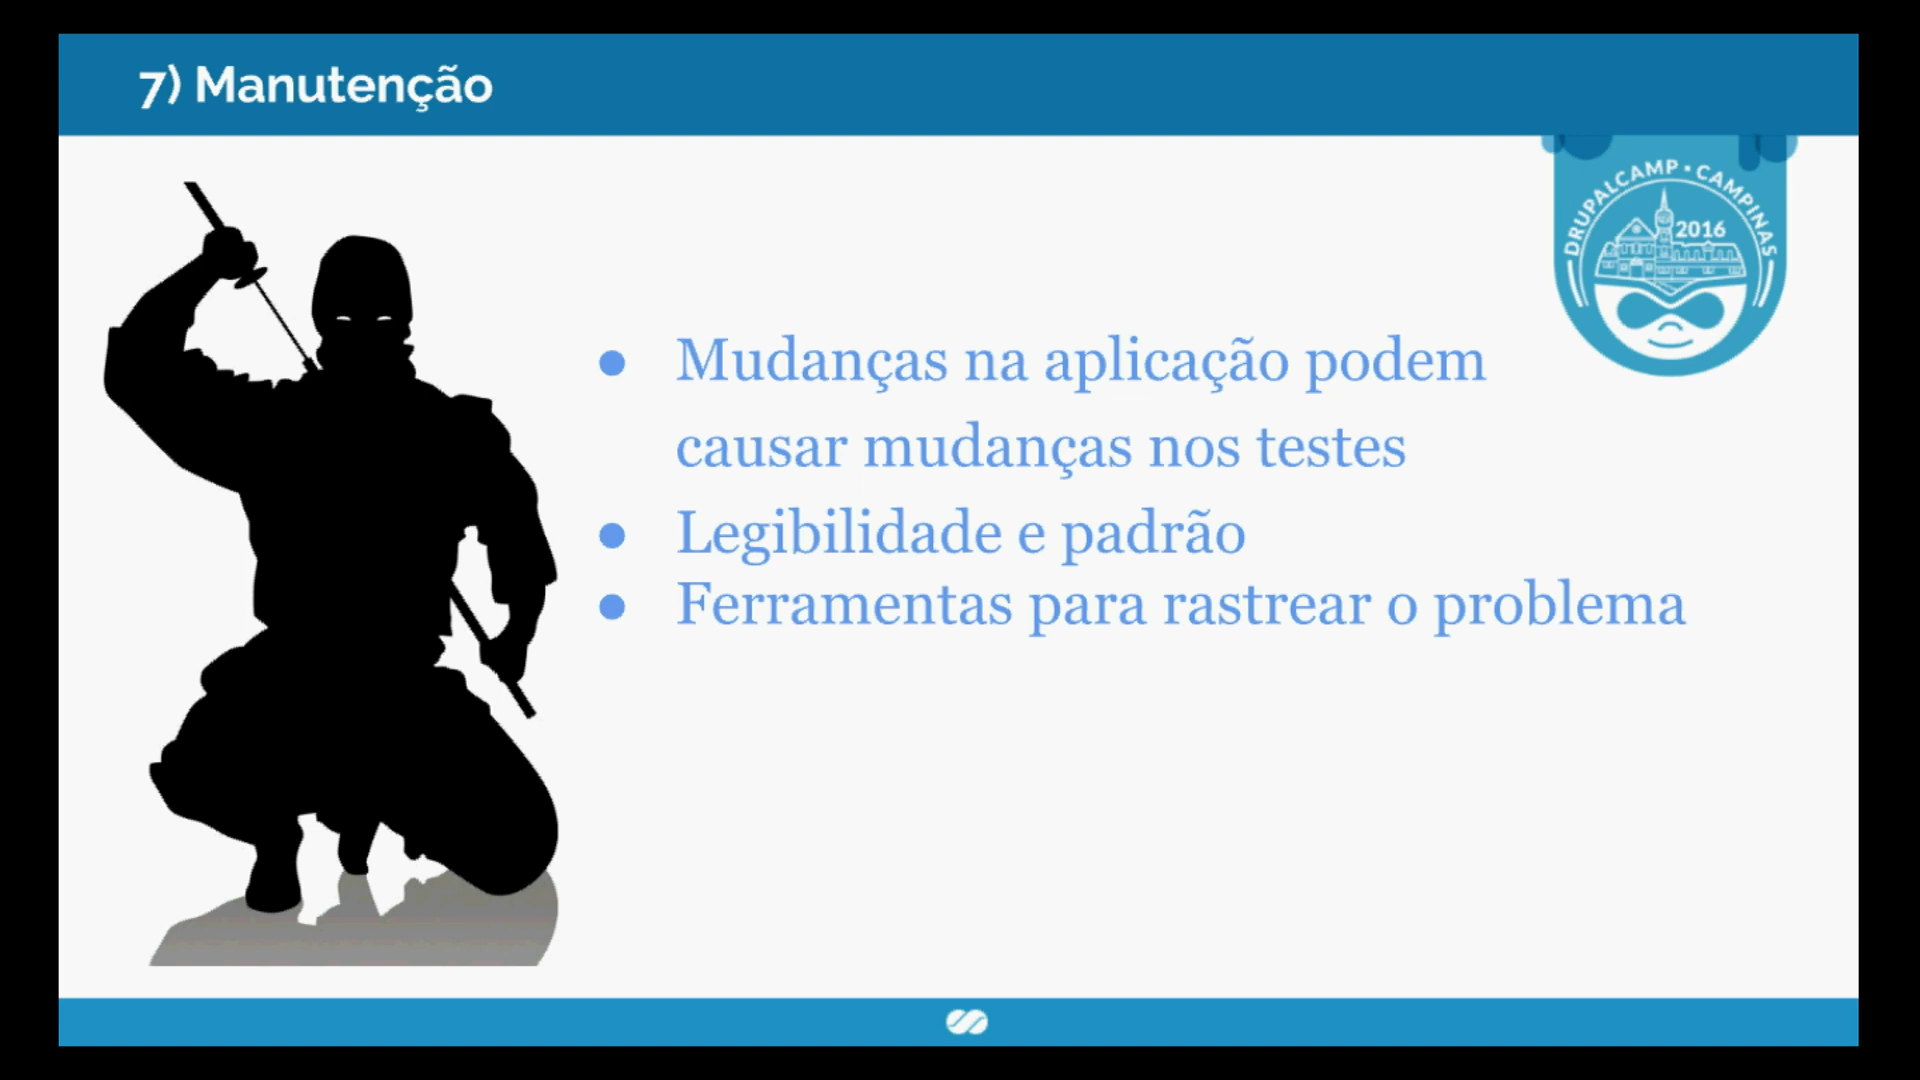 7) Manutenção
DRUPALCAMP • CAMPINAS
2016
● Mudanças na aplicação podem
causar mudanças nos testes
● Legibilidade e padrão
● Ferramentas para rastrear o problema